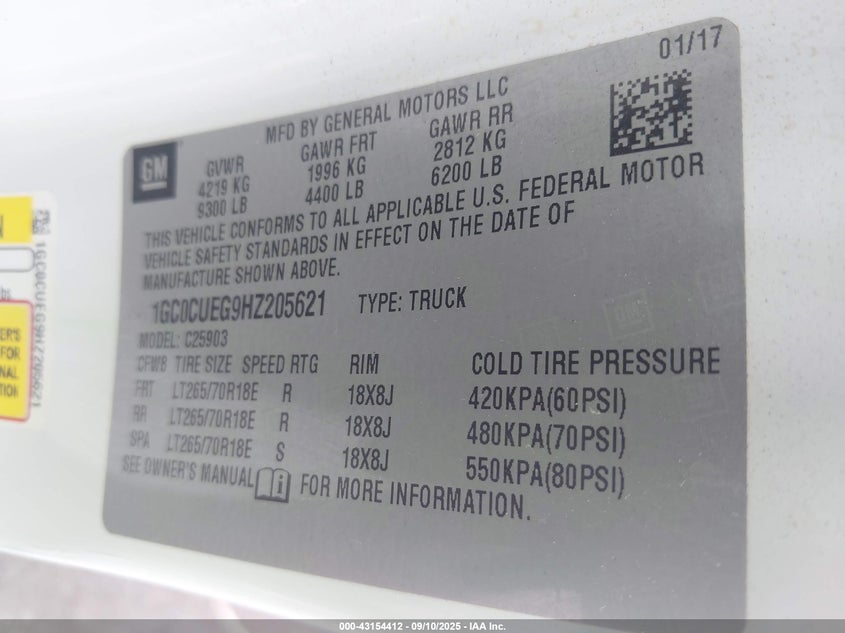 01/17
MFD BY GENERAL MOTORS LLC
GM
GVWR GAWR FRT GAWR RR
4219 KG 1996 KG 2812 KG
9300 LB 4400 LB 6200 LB
THIS VEHICLE CONFORMS TO ALL APPLICABLE U.S. FEDERAL MOTOR
VEHICLE SAFETY STANDARDS IN EFFECT ON THE DATE OF
MANUFACTURE SHOWN ABOVE.
1GC0CUEG9HZ205621 TYPE: TRUCK
MODEL: C25903
CFW8 TIRE SIZE SPEED RTG RIM COLD TIRE PRESSURE
FRT LT265/70R18E R 18X8J 420KPA(60PSI)
RR LT265/70R18E R 18X8J 480KPA(70PSI)
SPA LT265/70R18E S 18X8J 550KPA(80PSI)
SEE OWNER'S MANUAL FOR MORE INFORMATION.
1GC0CUEG9HZ205621
FOR
000-43154412 - 09/10/2025 - IAA Inc.